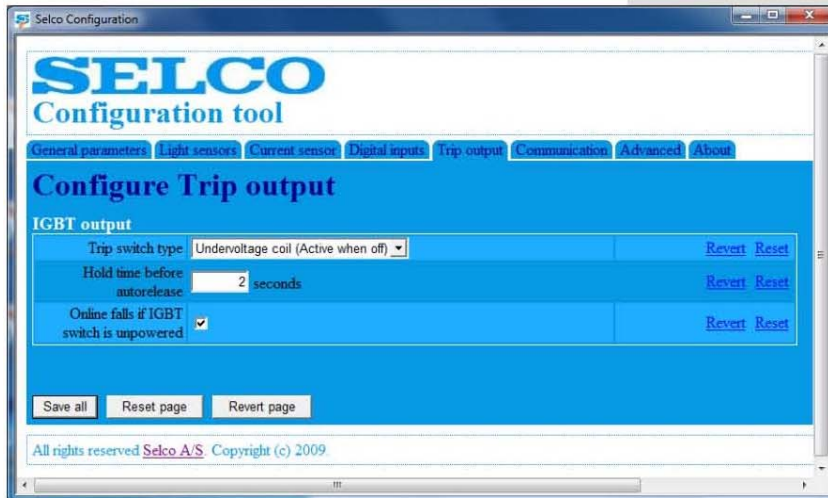 Selco Configuration
SELCO
Configuration tool
General parameters Light sensors Current sensor Digital inputs Trip output Communication Advanced About
Configure Trip output
IGBT output
Trip switch type Undervoltage coil (Active when off) Revert Reset
Hold time before
autorelease 2 seconds Revert Reset
Online falls if IGBT
switch is unpowered Revert Reset
Save all Reset page Revert page
All rights reserved Selco A/S. Copyright (c) 2009.